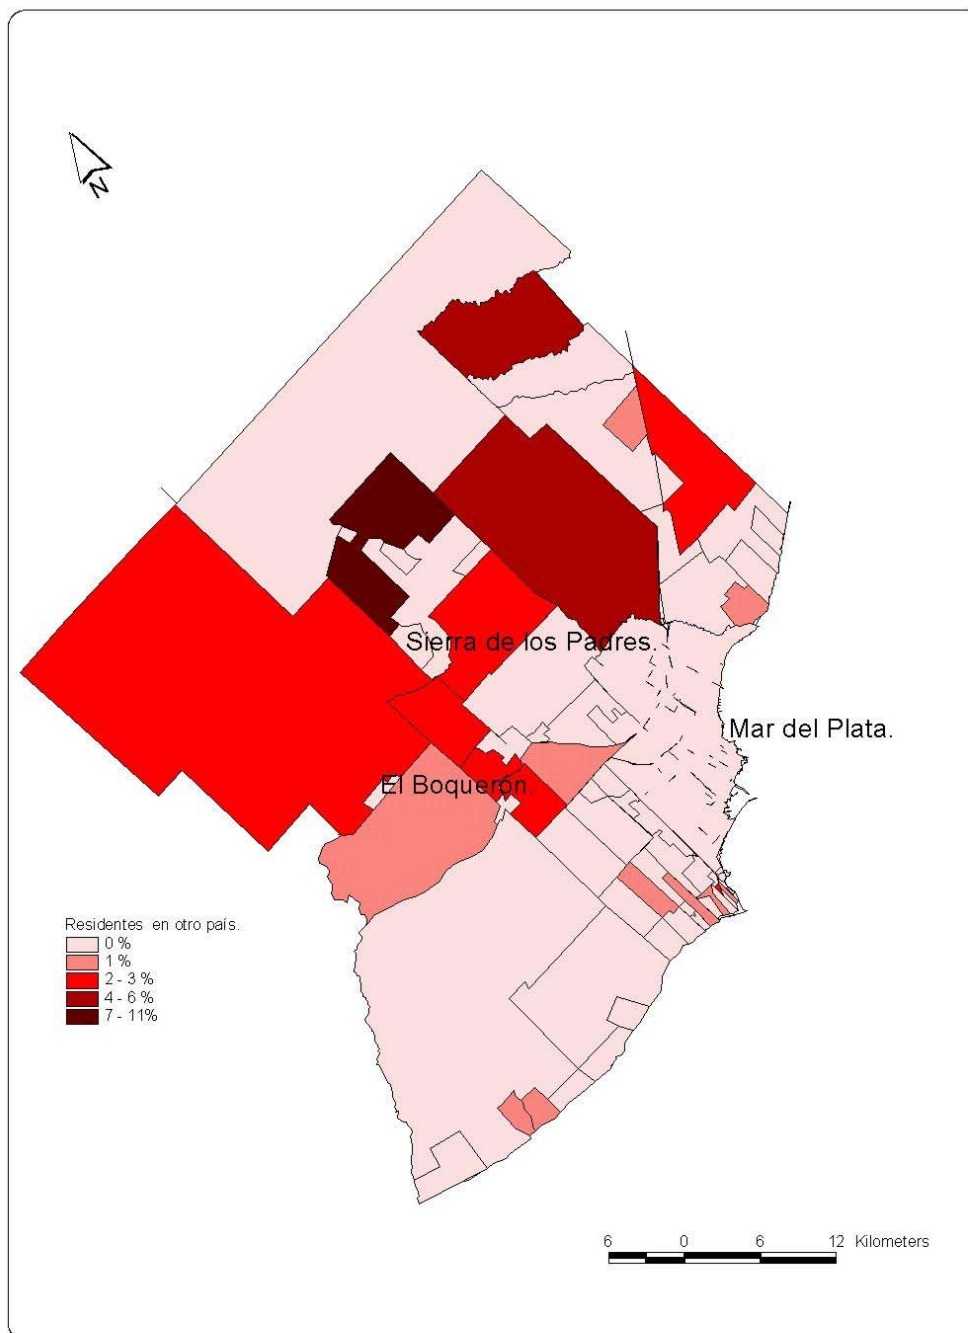 N
Sierra de los Padres.
Mar del Plata.
El Boquerón.
Residentes en otro país.
0 %
1 %
2 - 3 %
4 - 6 %
7 - 11%
6 0 6 12 Kilometers